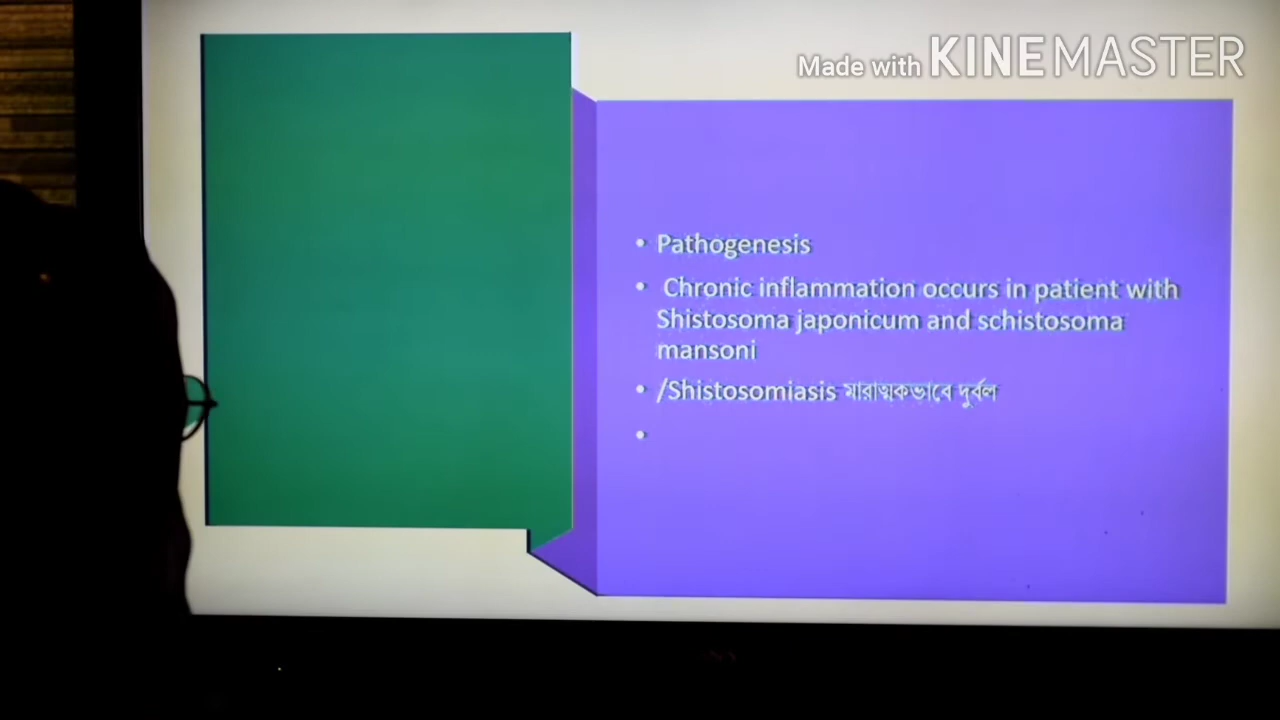 Made with KINEMASTER
• Pathogenesis
• Chronic inflammation occurs in patient with
Shistosoma japonicum and schistosoma
mansoni
• /Shistosomiasis মারাত্মকভাবে দুর্বল
•